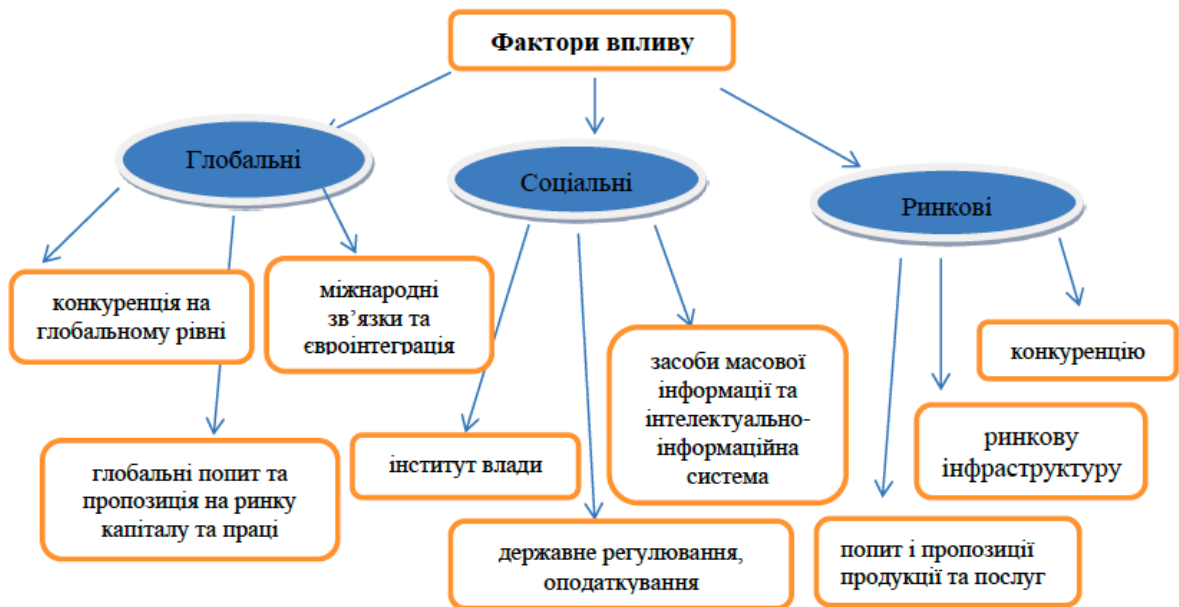 Фактори впливу
Глобальні
Соціальні
Ринкові
конкуренція на
глобальному рівні
міжнародні
зв’язки та
євроінтеграція
глобальні попит та
пропозиція на ринку
капіталу та праці
інститут влади
державне регулювання,
оподаткування
засоби масової
інформації та
інтелектуально-
інформаційна
система
конкуренцію
ринкову
інфраструктуру
попит і пропозиції
продукції та послуг